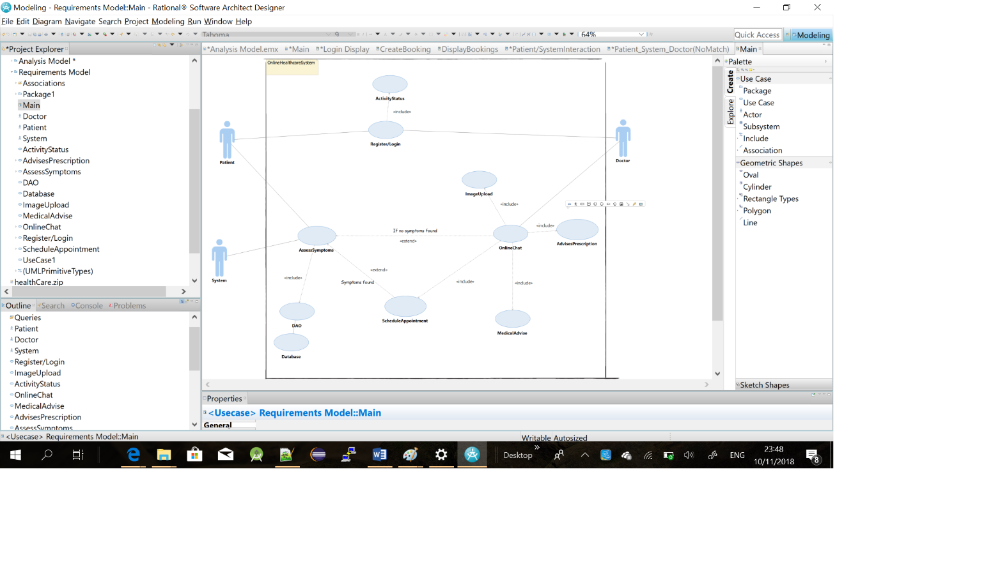 Modeling - Requirements Model::Main - Rational® Software Architect Designer
File Edit Diagram Navigate Search Project Modeling Run Window Help
Tahoma 9 64% Quick Access Modeling
*Project Explorer
Analysis Model *
Requirements Model
Associations
Package1
Main
Doctor
Patient
System
ActivityStatus
AdvisesPrescription
AssessSymptoms
DAO
Database
ImageUpload
MedicalAdvise
OnlineChat
Register/Login
ScheduleAppointment
UseCase1
(UMLPrimitiveTypes)
healthCare.zip
Outline Search Console Problems
Queries
Patient
Doctor
System
Register/Login
ImageUpload
ActivityStatus
OnlineChat
MedicalAdvise
AdvisesPrescription
AssessSymptoms
*Analysis Model.emx *Main *Login Display CreateBooking DisplayBookings *Patient/SystemInteraction *Patient_System_Doctor(NoMatch) Main
OnlineHealthcareSystem
ActivityStatus
«include»
Register/Login
Patient
Doctor
ImageUpload
«include»
If no symptoms found
«extend»
«include»
AssessSymptoms
OnlineChat
AdvisesPrescription
System
«include»
«extend»
Symptoms found
«include»
«include»
DAO
ScheduleAppointment
MedicalAdvise
Database
Palette
Create
Explore
Use Case
Package
Use Case
Actor
Subsystem
Include
Association
Geometric Shapes
Oval
Cylinder
Rectangle Types
Polygon
Line
Sketch Shapes
Properties
<Usecase> Requirements Model::Main
General
<Usecase> Requirements Model::Main
Writable Autosized
Desktop
ENG
23:48
10/11/2018
8